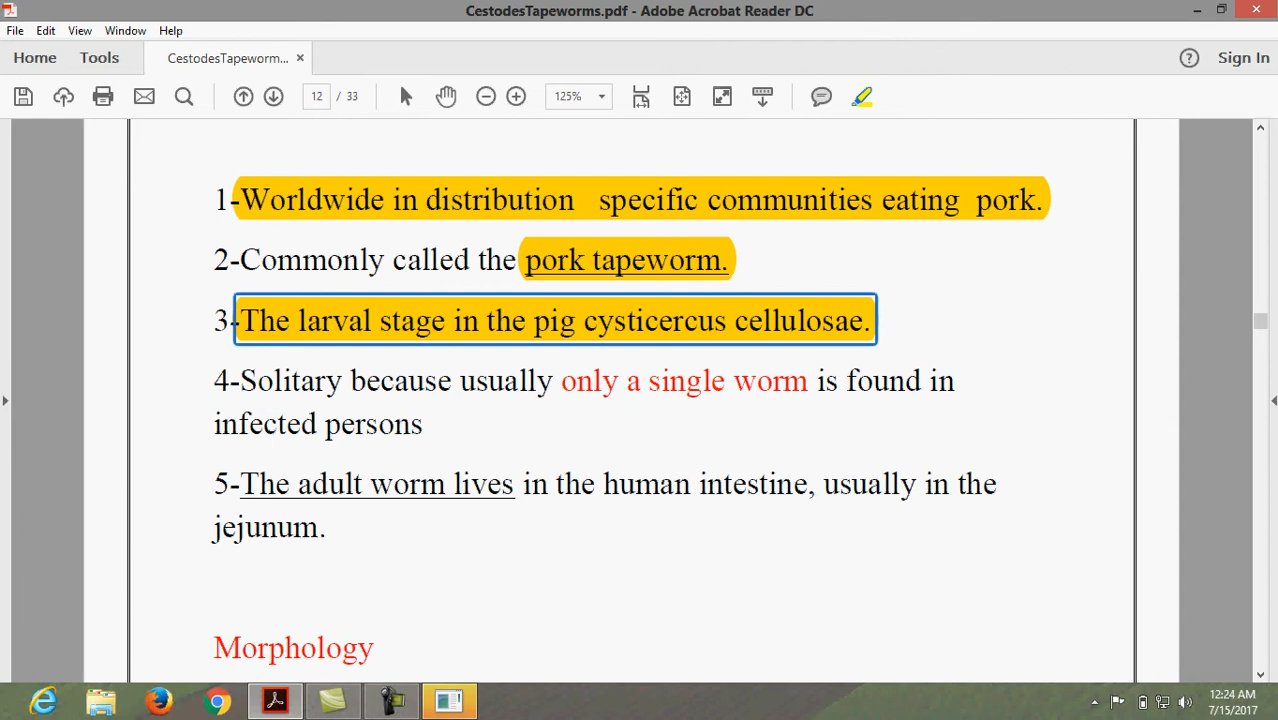 CestodesTapeworms.pdf - Adobe Acrobat Reader DC
File Edit View Window Help
Home Tools CestodesTapeworm... × Sign In
12 / 33 125%
1-Worldwide in distribution specific communities eating pork.
2-Commonly called the pork tapeworm.
3-The larval stage in the pig cysticercus cellulosae.
4-Solitary because usually only a single worm is found in
infected persons
5-The adult worm lives in the human intestine, usually in the
jejunum.
Morphology
12:24 AM
7/15/2017